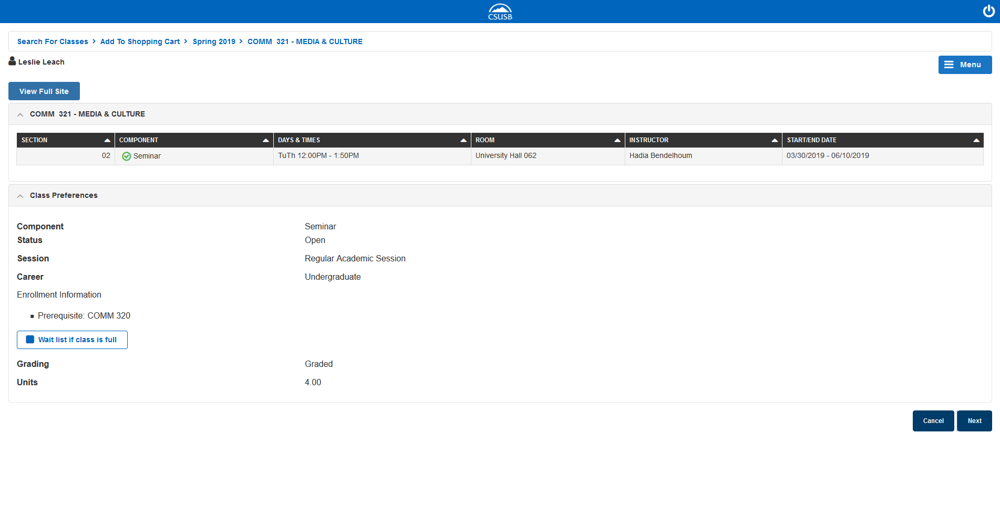 CSUSB
Search For Classes > Add To Shopping Cart > Spring 2019 > COMM  321 - MEDIA & CULTURE
Leslie Leach
Menu
View Full Site
COMM  321 - MEDIA & CULTURE
SECTION COMPONENT DAYS & TIMES ROOM INSTRUCTOR START/END DATE
02 Seminar TuTh 12:00PM - 1:50PM University Hall 062 Hadia Bendelhoum 03/30/2019 - 06/10/2019
Class Preferences
Component Seminar
Status Open
Session Regular Academic Session
Career Undergraduate
Enrollment Information
▪ Prerequisite: COMM 320
Wait list if class is full
Grading Graded
Units 4.00
Cancel Next